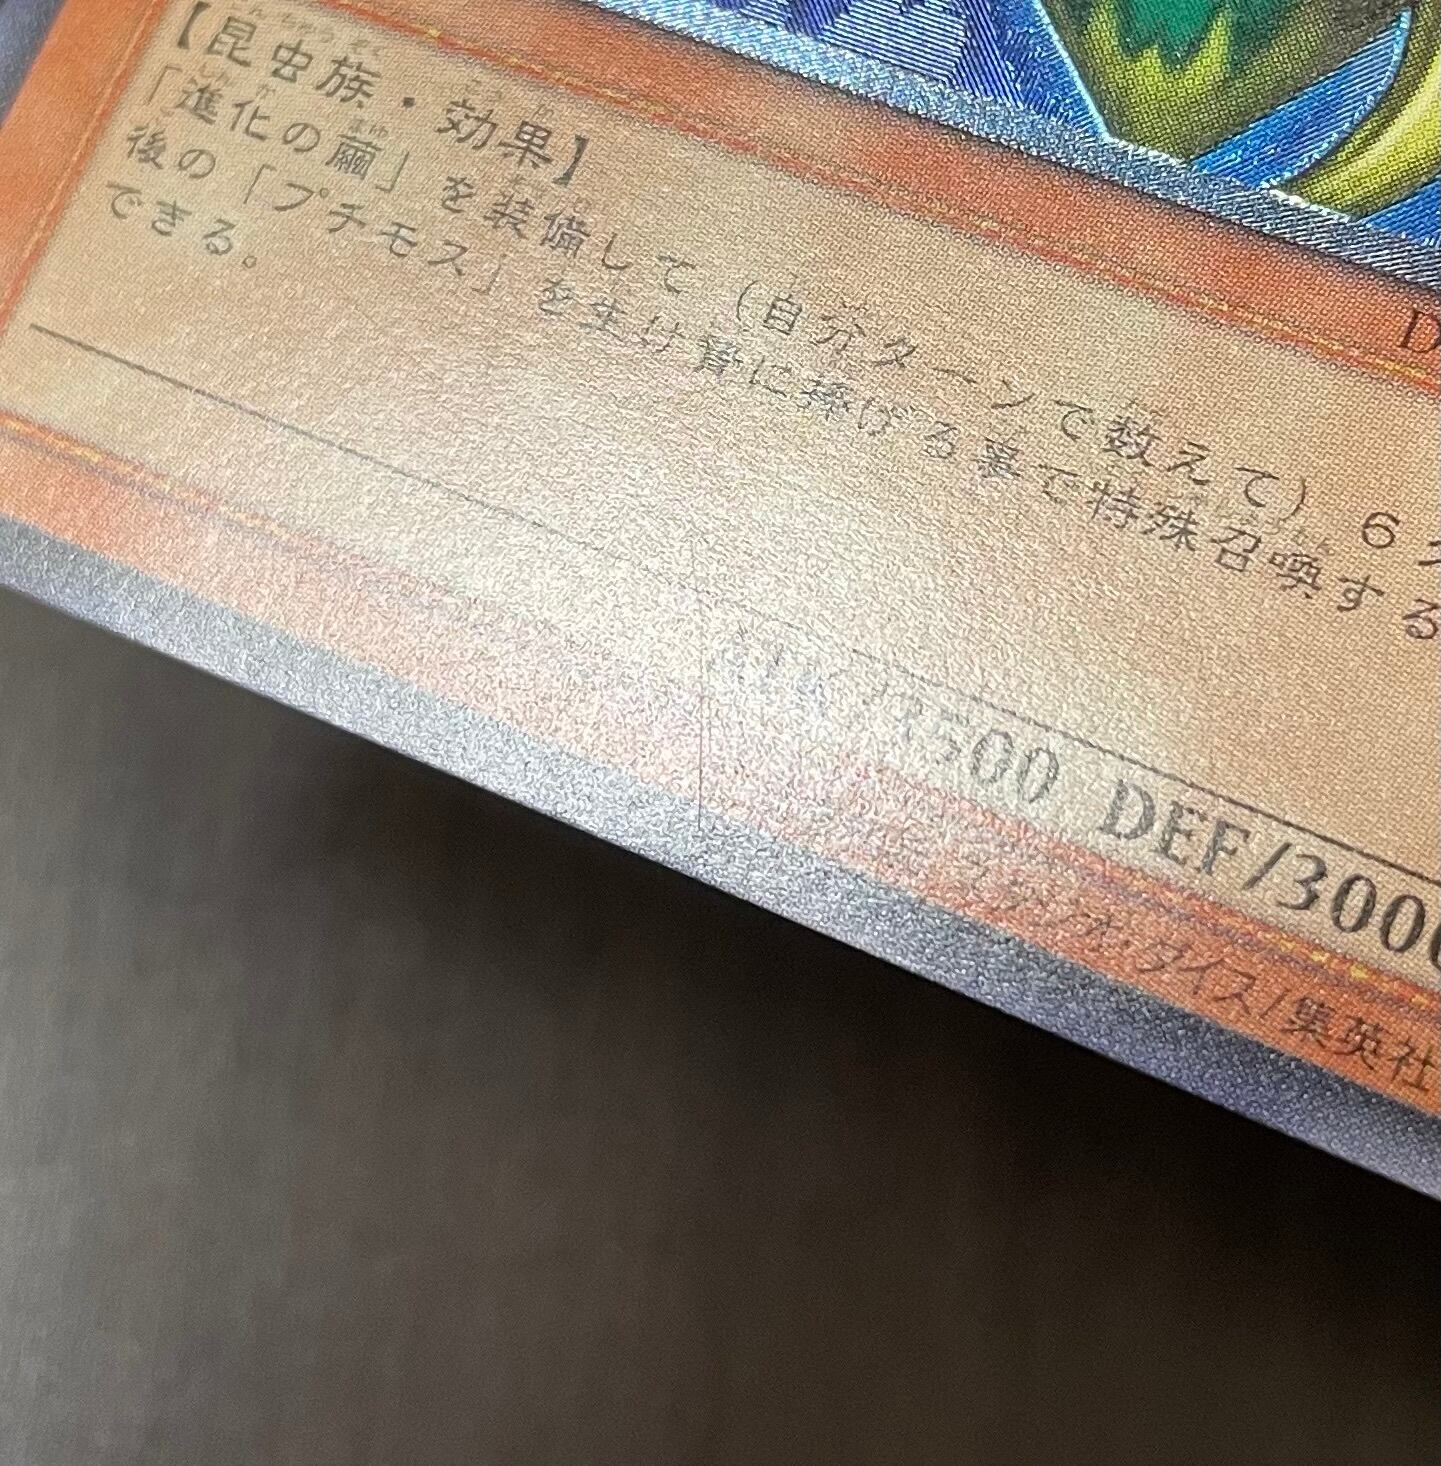 D
【昆虫族・効果】
「進化の繭」を装備して（自分ターンで数えて）６タ
後の「プチモス」を生け贄に捧げる事で特殊召喚する
できる。
ATK/3500 DEF/3000
スタジオ・ダイス/集英社